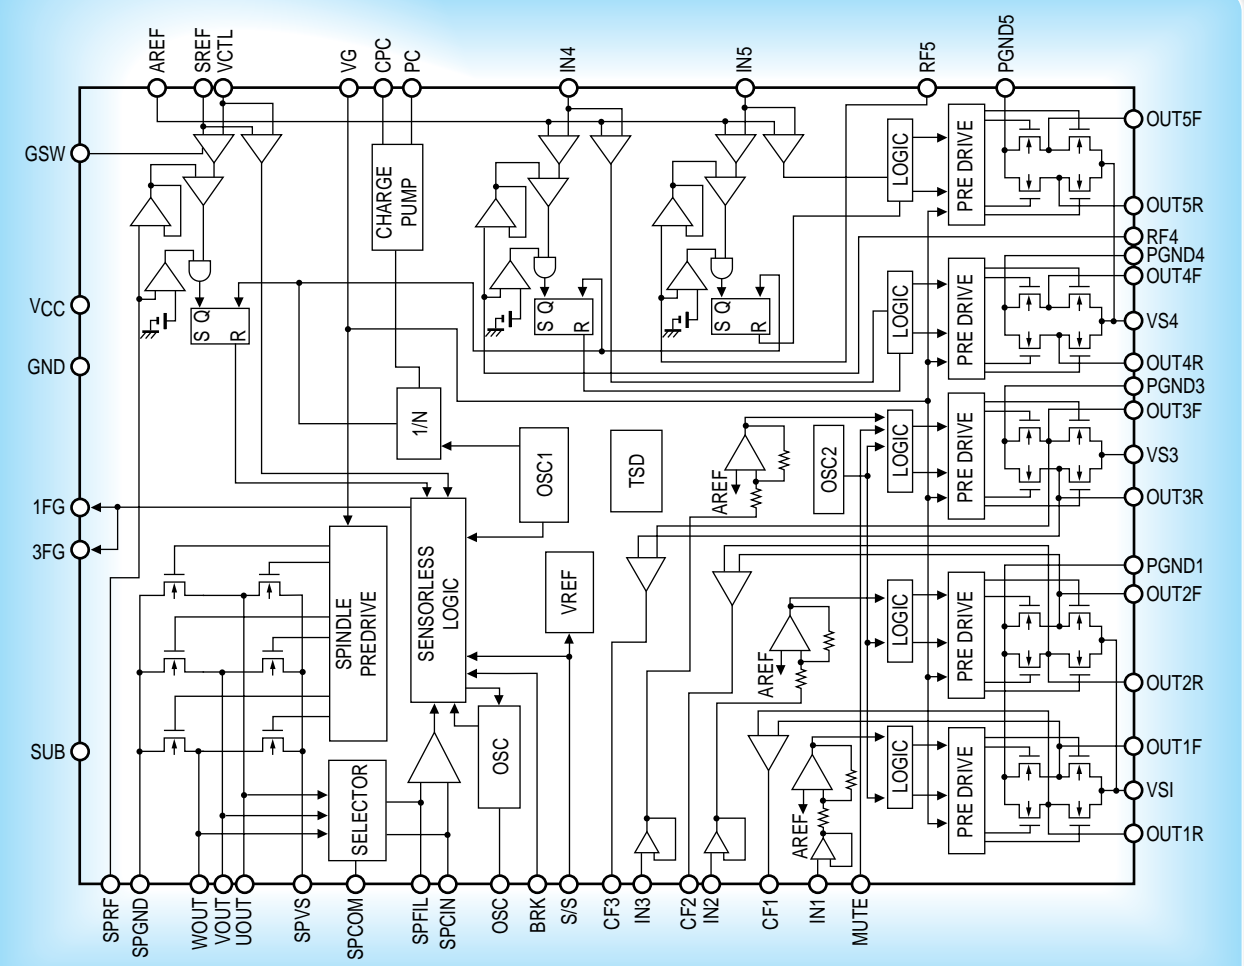 AREF
SREF
VCTL
VG
CPC
PC
IN4
IN5
RF5
PGND5
OUT5F
GSW
CHARGE
PUMP
LOGIC
PRE DRIVE
OUT5R
RF4
PGND4
OUT4F
VCC
S Q
R
S Q
R
S Q
R
LOGIC
PRE DRIVE
VS4
GND
OUT4R
PGND3
1/N
OUT3F
OSC1
TSD
AREF
OSC2
LOGIC
PRE DRIVE
VS3
OUT3R
1FG
3FG
SPINDLE
PREDRIVE
SENSORLESS
LOGIC
VREF
AREF
LOGIC
PRE DRIVE
PGND1
OUT2F
OUT2R
SUB
SELECTOR
OSC
AREF
LOGIC
PRE DRIVE
OUT1F
VSI
OUT1R
SPRF
SPGND
WOUT
VOUT
UOUT
SPVS
SPCOM
SPFIL
SPCIN
OSC
BRK
S/S
CF3
IN3
CF2
IN2
CF1
IN1
MUTE